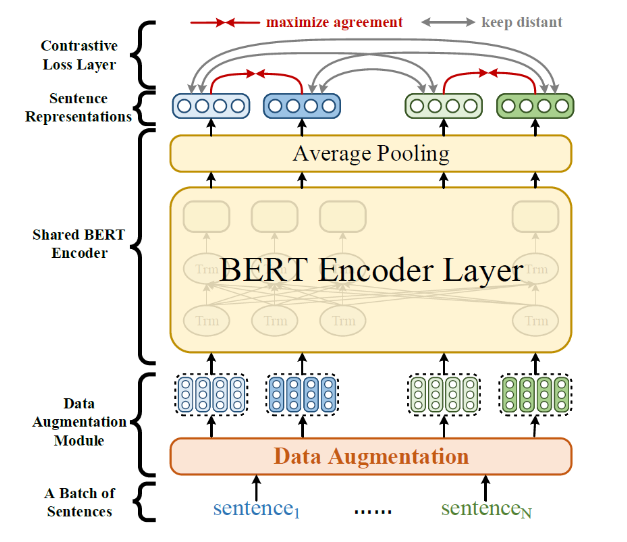 maximize agreement
keep distant
Contrastive
Loss Layer
Sentence
Representations
Average Pooling
Shared BERT
Encoder
BERT Encoder Layer
Trm Trm Trm Trm
Trm Trm Trm Trm
Data
Augmentation
Module
Data Augmentation
A Batch of
Sentences
sentence1 ...... sentenceN